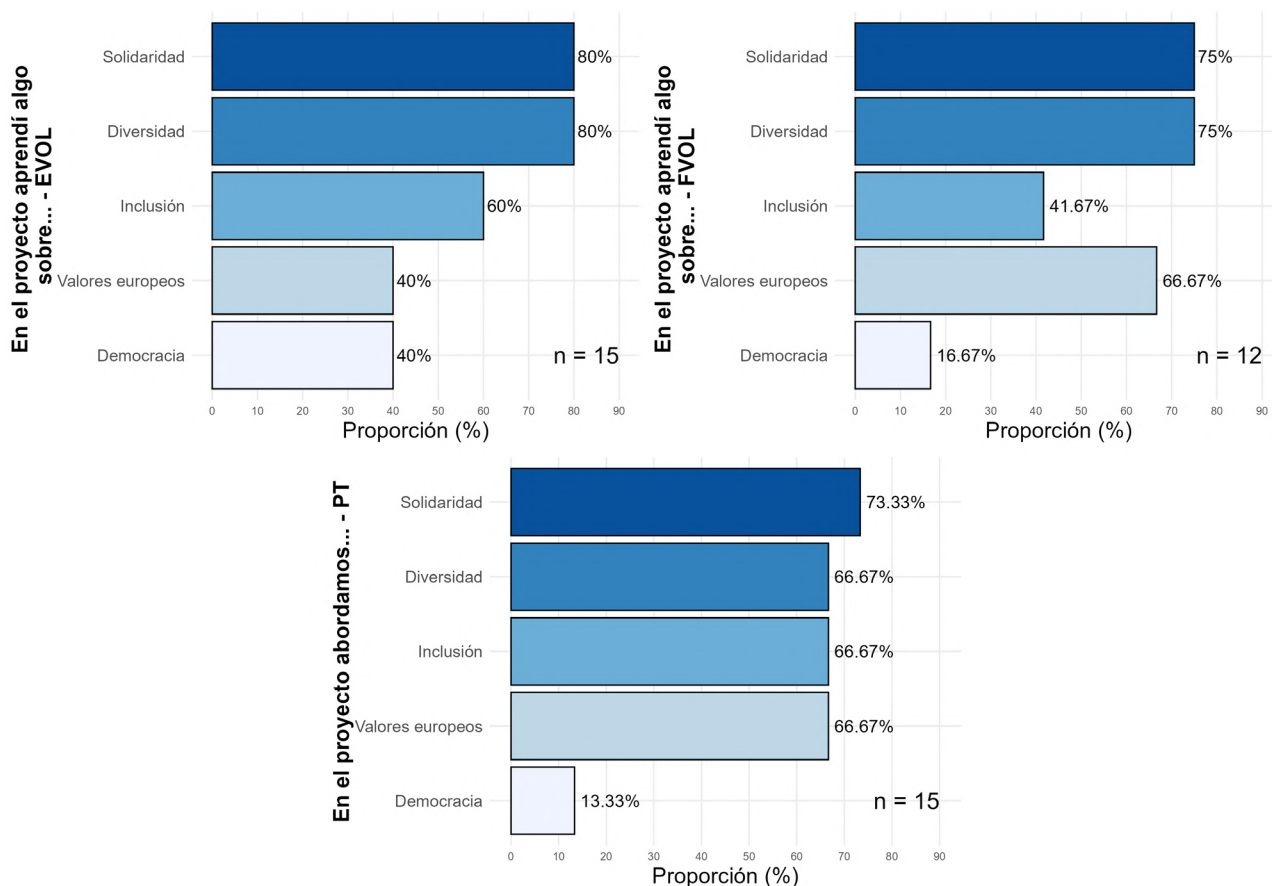 En el proyecto aprendí algo
sobre... - EVOL
Solidaridad
80%
Diversidad
80%
Inclusión
60%
Valores europeos
40%
Democracia
40%
n = 15
0 10 20 30 40 50 60 70 80 90
Proporción (%)
En el proyecto aprendí algo
sobre... - FVOL
Solidaridad
75%
Diversidad
75%
Inclusión
41.67%
Valores europeos
66.67%
Democracia
16.67%
n = 12
0 10 20 30 40 50 60 70 80 90
Proporción (%)
En el proyecto abordamos... - PT
Solidaridad
73.33%
Diversidad
66.67%
Inclusión
66.67%
Valores europeos
66.67%
Democracia
13.33%
n = 15
0 10 20 30 40 50 60 70 80 90
Proporción (%)